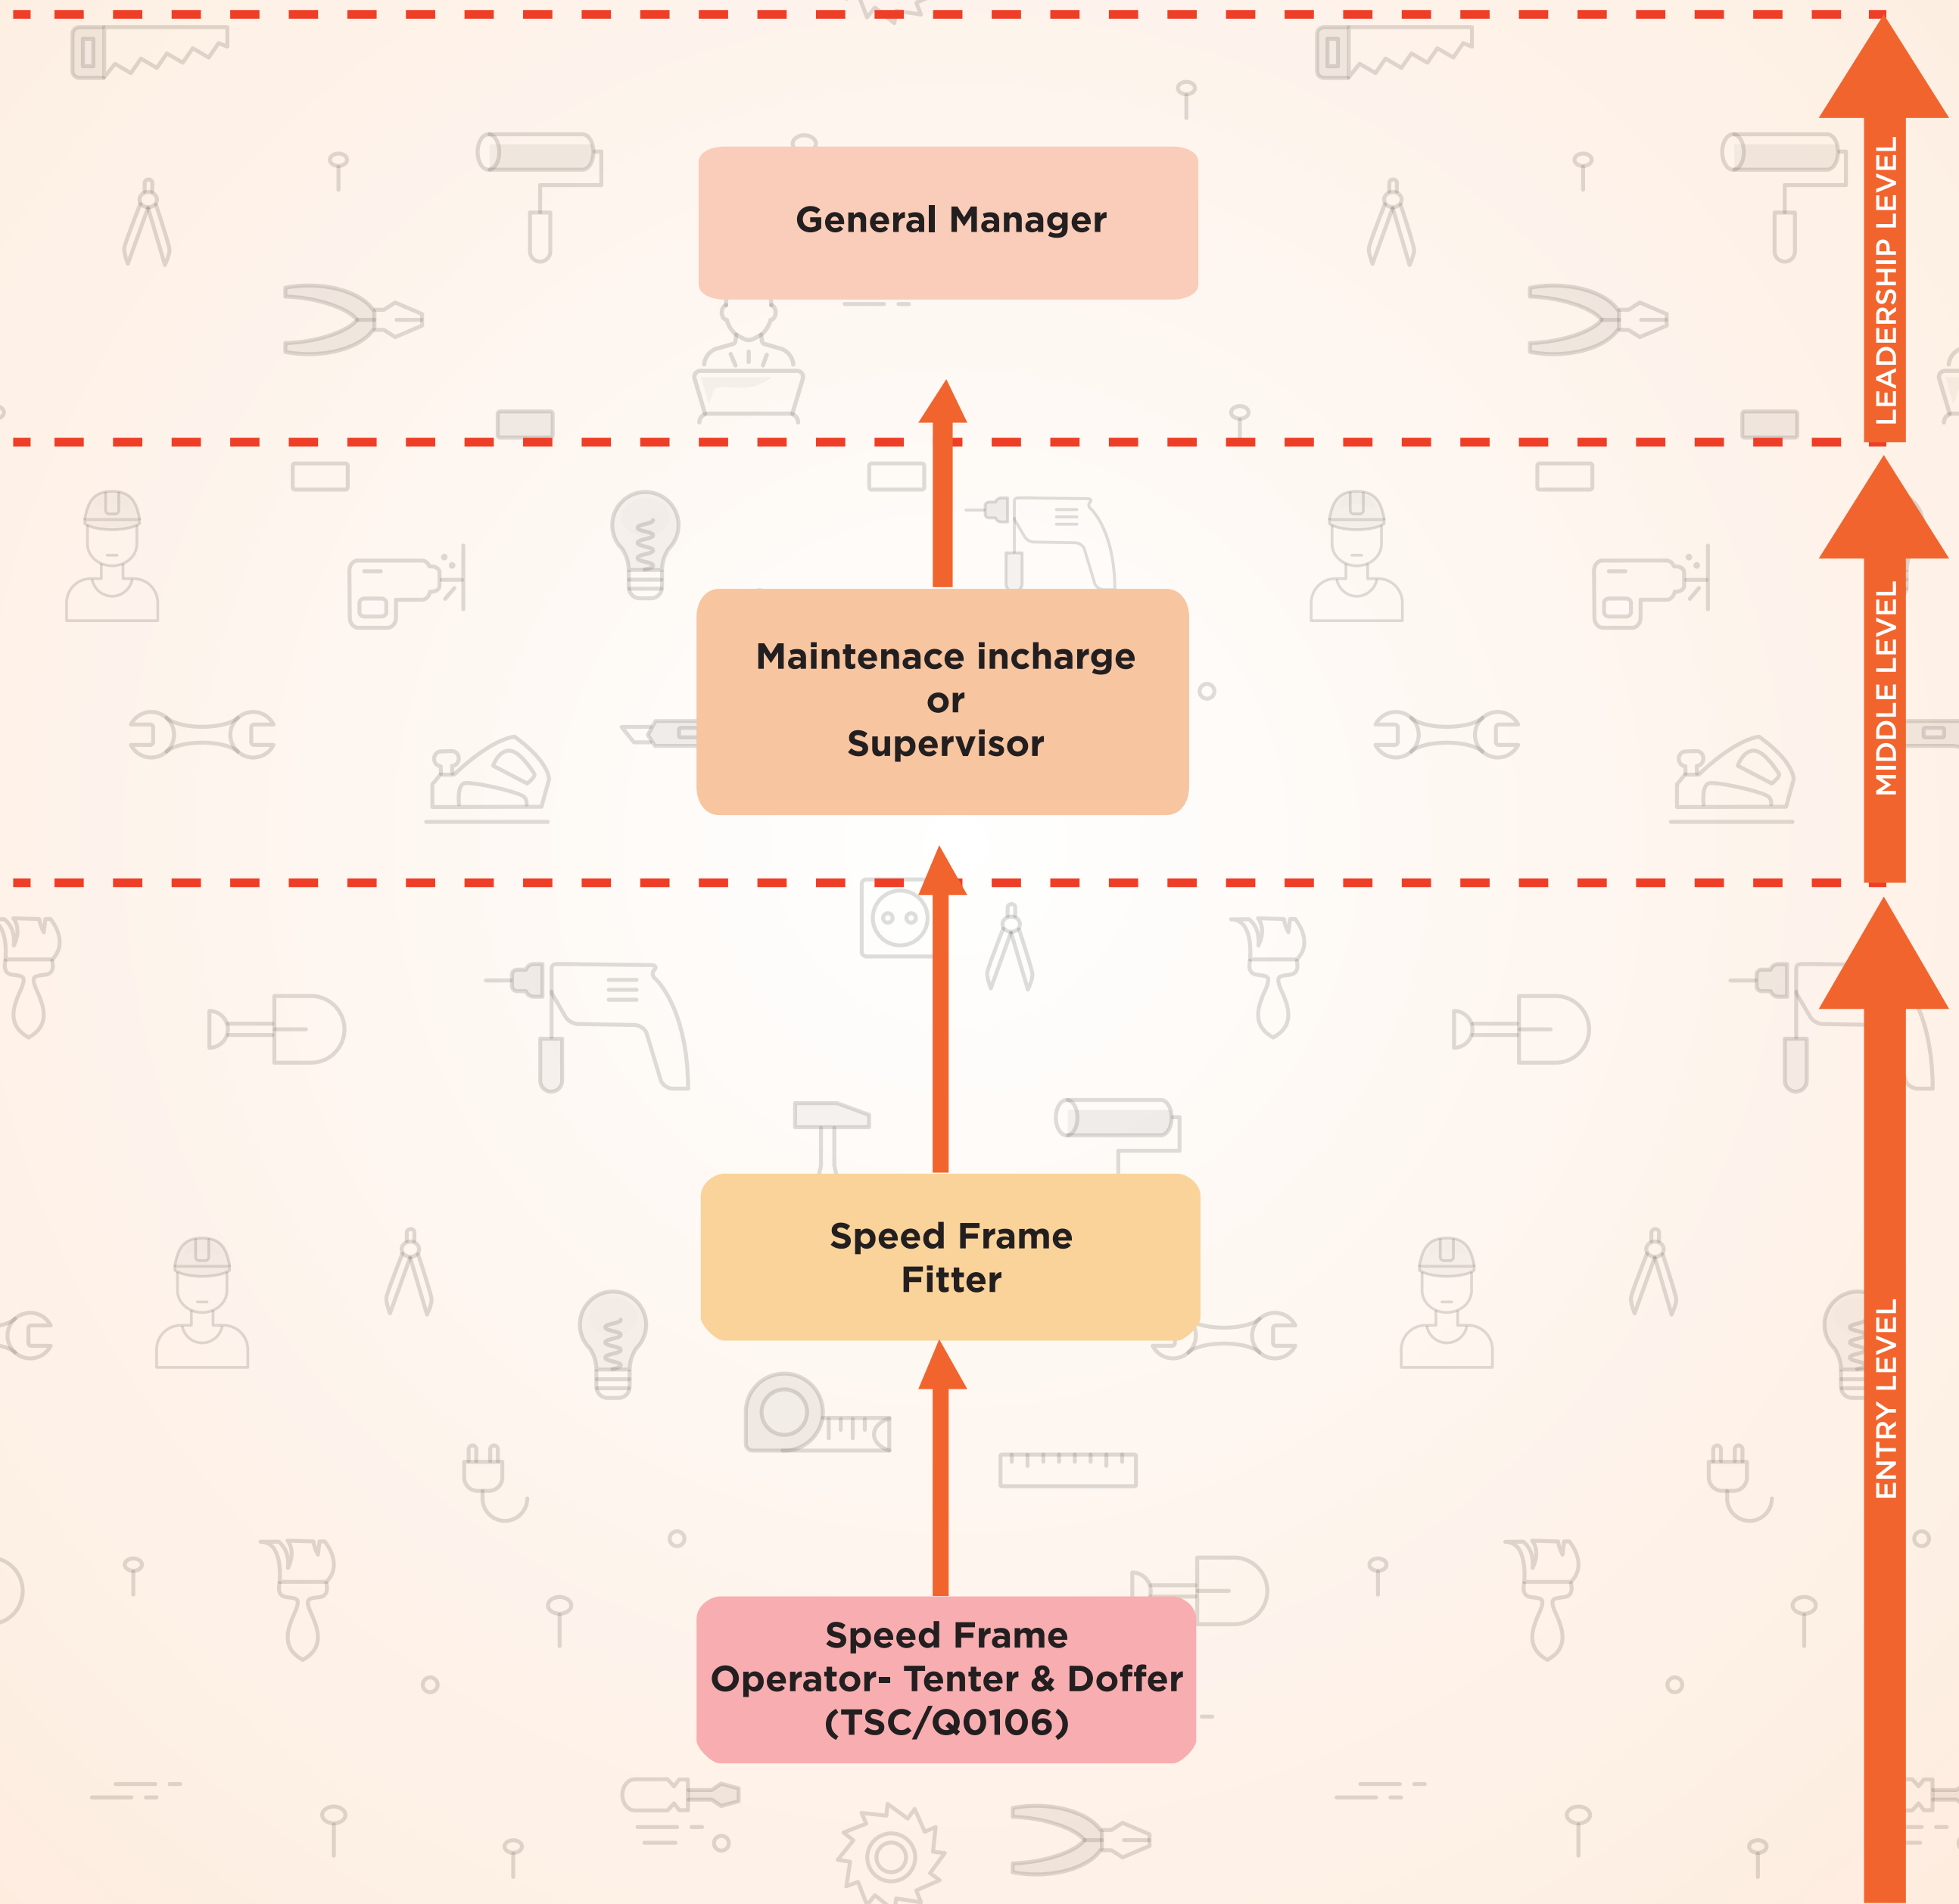 General Manager
LEADERSHIP LEVEL
Maintenace incharge
or
Supervisor
MIDDLE LEVEL
Speed Frame
Fitter
ENTRY LEVEL
Speed Frame
Operator- Tenter & Doffer
(TSC/Q0106)